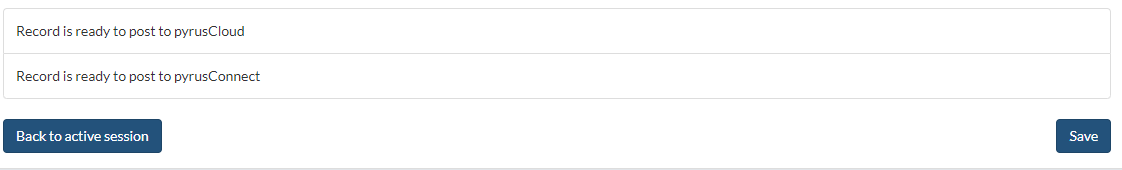 Record is ready to post to pyrusCloud
Record is ready to post to pyrusConnect
Back to active session
Save